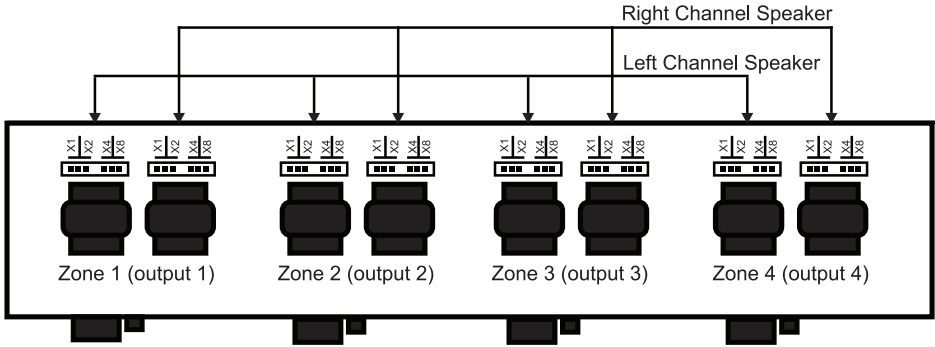 Right Channel Speaker
Left Channel Speaker
X1 X2 X4 X8 X1 X2 X4 X8 X1 X2 X4 X8 X1 X2 X4 X8 X1 X2 X4 X8 X1 X2 X4 X8 X1 X2 X4 X8 X1 X2 X4 X8
Zone 1 (output 1) Zone 2 (output 2) Zone 3 (output 3) Zone 4 (output 4)